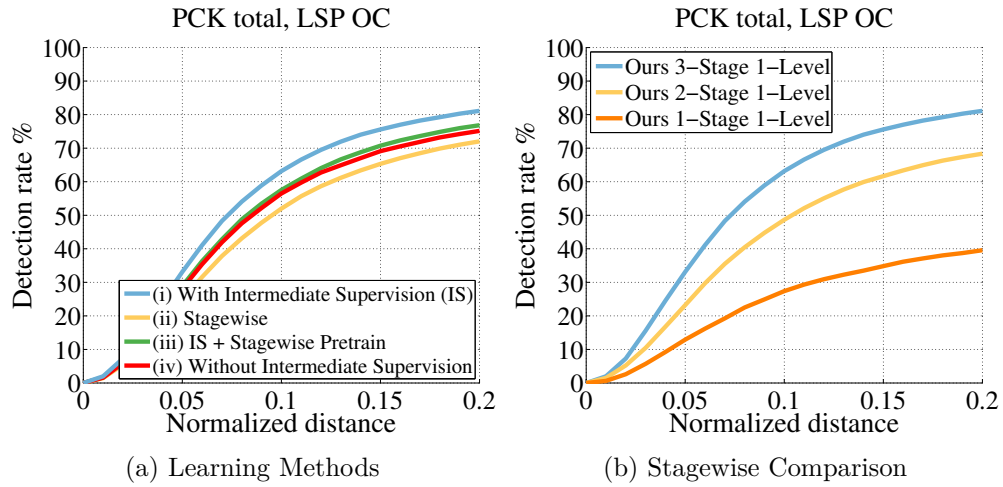 PCK total, LSP OC
100
90
80
70
60
50
40
30
20
10
0
Detection rate %
(i) With Intermediate Supervision (IS)
(ii) Stagewise
(iii) IS + Stagewise Pretrain
(iv) Without Intermediate Supervision
0 0.05 0.1 0.15 0.2
Normalized distance
(a) Learning Methods
PCK total, LSP OC
100
90
80
70
60
50
40
30
20
10
0
Detection rate %
Ours 3−Stage 1−Level
Ours 2−Stage 1−Level
Ours 1−Stage 1−Level
0 0.05 0.1 0.15 0.2
Normalized distance
(b) Stagewise Comparison